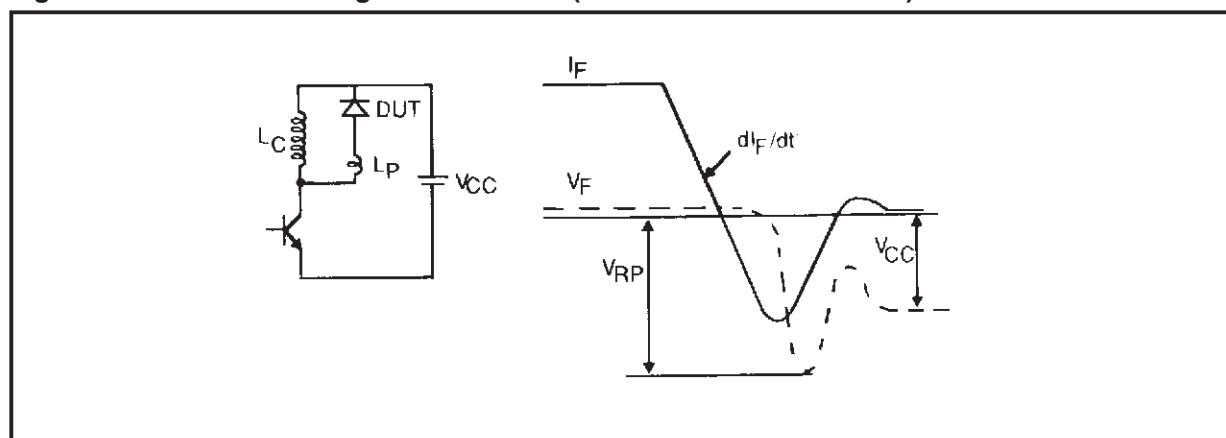 DUT
LC
LP
VCC
IF
dIF/dt
VF
VRP
VCC